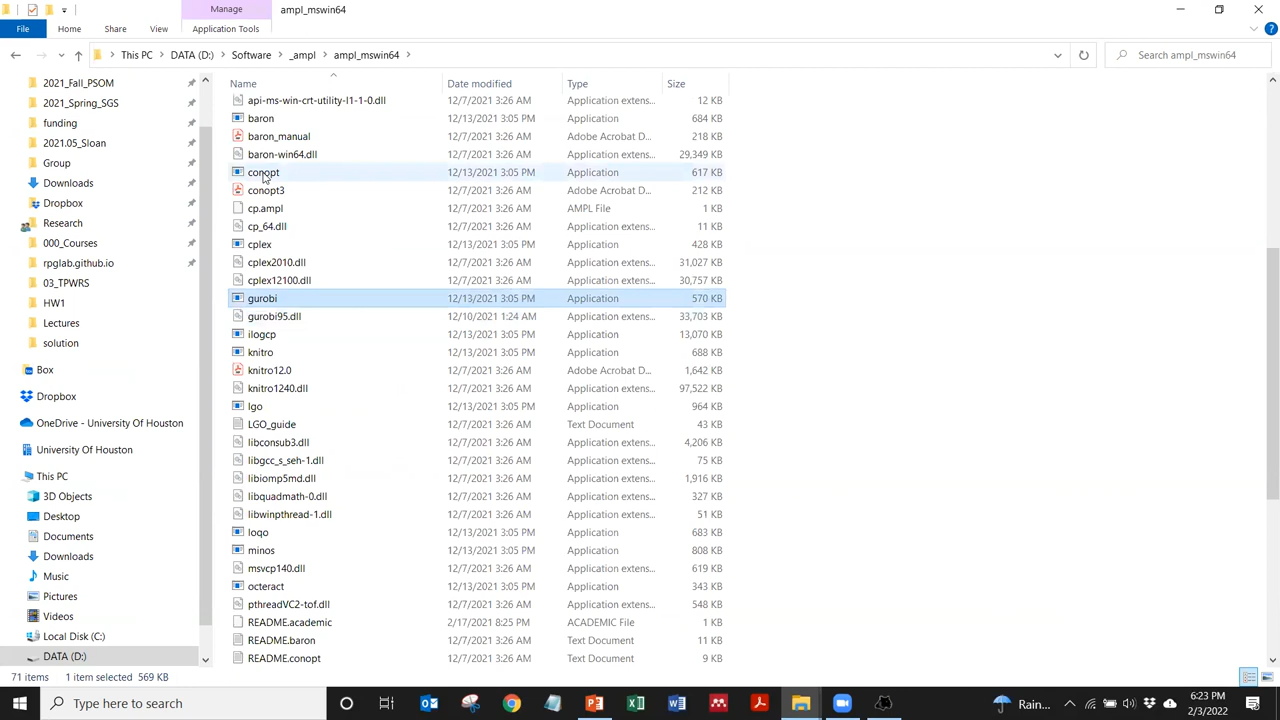 Manage
ampl_mswin64
File
Home
Share
View
Application Tools
This PC
DATA (D:)
Software
_ampl
ampl_mswin64
Search ampl_mswin64
Name
Date modified
Type
Size
2021_Fall_PSOM
2021_Spring_SGS
funding
2021.05_Sloan
Group
Downloads
Dropbox
Research
000_Courses
rpglab.github.io
03_TPWRS
HW1
Lectures
solution
Box
Dropbox
OneDrive - University Of Houston
University Of Houston
This PC
3D Objects
Desktop
Documents
Downloads
Music
Pictures
Videos
Local Disk (C:)
DATA (D:)
api-ms-win-crt-utility-l1-1-0.dll 12/7/2021 3:26 AM Application extens... 12 KB
baron 12/13/2021 3:05 PM Application 684 KB
baron_manual 12/7/2021 3:26 AM Adobe Acrobat D... 218 KB
baron-win64.dll 12/7/2021 3:26 AM Application extens... 29,349 KB
conopt 12/13/2021 3:05 PM Application 617 KB
conopt3 12/7/2021 3:26 AM Adobe Acrobat D... 212 KB
cp.ampl 12/7/2021 3:26 AM AMPL File 1 KB
cp_64.dll 12/7/2021 3:26 AM Application extens... 11 KB
cplex 12/13/2021 3:05 PM Application 428 KB
cplex2010.dll 12/7/2021 3:26 AM Application extens... 31,027 KB
cplex12100.dll 12/7/2021 3:26 AM Application extens... 30,757 KB
gurobi 12/13/2021 3:05 PM Application 570 KB
gurobi95.dll 12/10/2021 1:24 AM Application extens... 33,703 KB
ilogcp 12/13/2021 3:05 PM Application 13,070 KB
knitro 12/13/2021 3:05 PM Application 688 KB
knitro12.0 12/7/2021 3:26 AM Adobe Acrobat D... 1,642 KB
knitro1240.dll 12/7/2021 3:26 AM Application extens... 97,522 KB
lgo 12/13/2021 3:05 PM Application 964 KB
LGO_guide 12/7/2021 3:26 AM Text Document 43 KB
libconsub3.dll 12/7/2021 3:26 AM Application extens... 4,206 KB
libgcc_s_seh-1.dll 12/7/2021 3:26 AM Application extens... 75 KB
libiomp5md.dll 12/7/2021 3:26 AM Application extens... 1,916 KB
libquadmath-0.dll 12/7/2021 3:26 AM Application extens... 327 KB
libwinpthread-1.dll 12/7/2021 3:26 AM Application extens... 51 KB
loqo 12/13/2021 3:05 PM Application 683 KB
minos 12/13/2021 3:05 PM Application 808 KB
msvcp140.dll 12/7/2021 3:26 AM Application extens... 619 KB
octeract 12/13/2021 3:05 PM Application 343 KB
pthreadVC2-tof.dll 12/7/2021 3:26 AM Application extens... 548 KB
README.academic 2/17/2021 8:25 PM ACADEMIC File 1 KB
README.baron 12/7/2021 3:26 AM Text Document 11 KB
README.conopt 12/7/2021 3:26 AM Text Document 9 KB
71 items
1 item selected 569 KB
Type here to search
Rain...
6:23 PM
2/3/2022